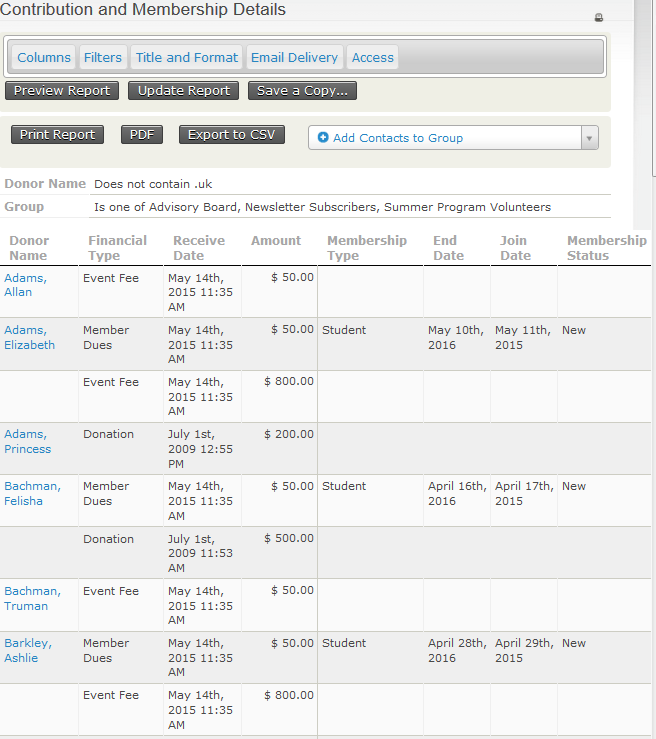 Contribution and Membership Details
Columns Filters Title and Format Email Delivery Access
Preview Report Update Report Save a Copy...
Print Report PDF Export to CSV Add Contacts to Group
Donor Name Does not contain .uk
Group Is one of Advisory Board, Newsletter Subscribers, Summer Program Volunteers
Donor Financial Receive Amount Membership End Join Membership
Name Type Date Type Date Date Status
Adams, Event Fee May 14th, $ 50.00
Allan 2015 11:35
AM
Adams, Member May 14th, $ 50.00 Student May 10th, May 11th, New
Elizabeth Dues 2015 11:35 2016 2015
AM
Event Fee May 14th, $ 800.00
2015 11:35
AM
Adams, Donation July 1st, $ 200.00
Princess 2009 12:55
PM
Bachman, Member May 14th, $ 50.00 Student April 16th, April 17th, New
Felisha Dues 2015 11:35 2016 2015
AM
Donation July 1st, $ 500.00
2009 11:53
AM
Bachman, Event Fee May 14th, $ 50.00
Truman 2015 11:35
AM
Barkley, Member May 14th, $ 50.00 Student April 28th, April 29th, New
Ashlie Dues 2015 11:35 2016 2015
AM
Event Fee May 14th, $ 800.00
2015 11:35
AM